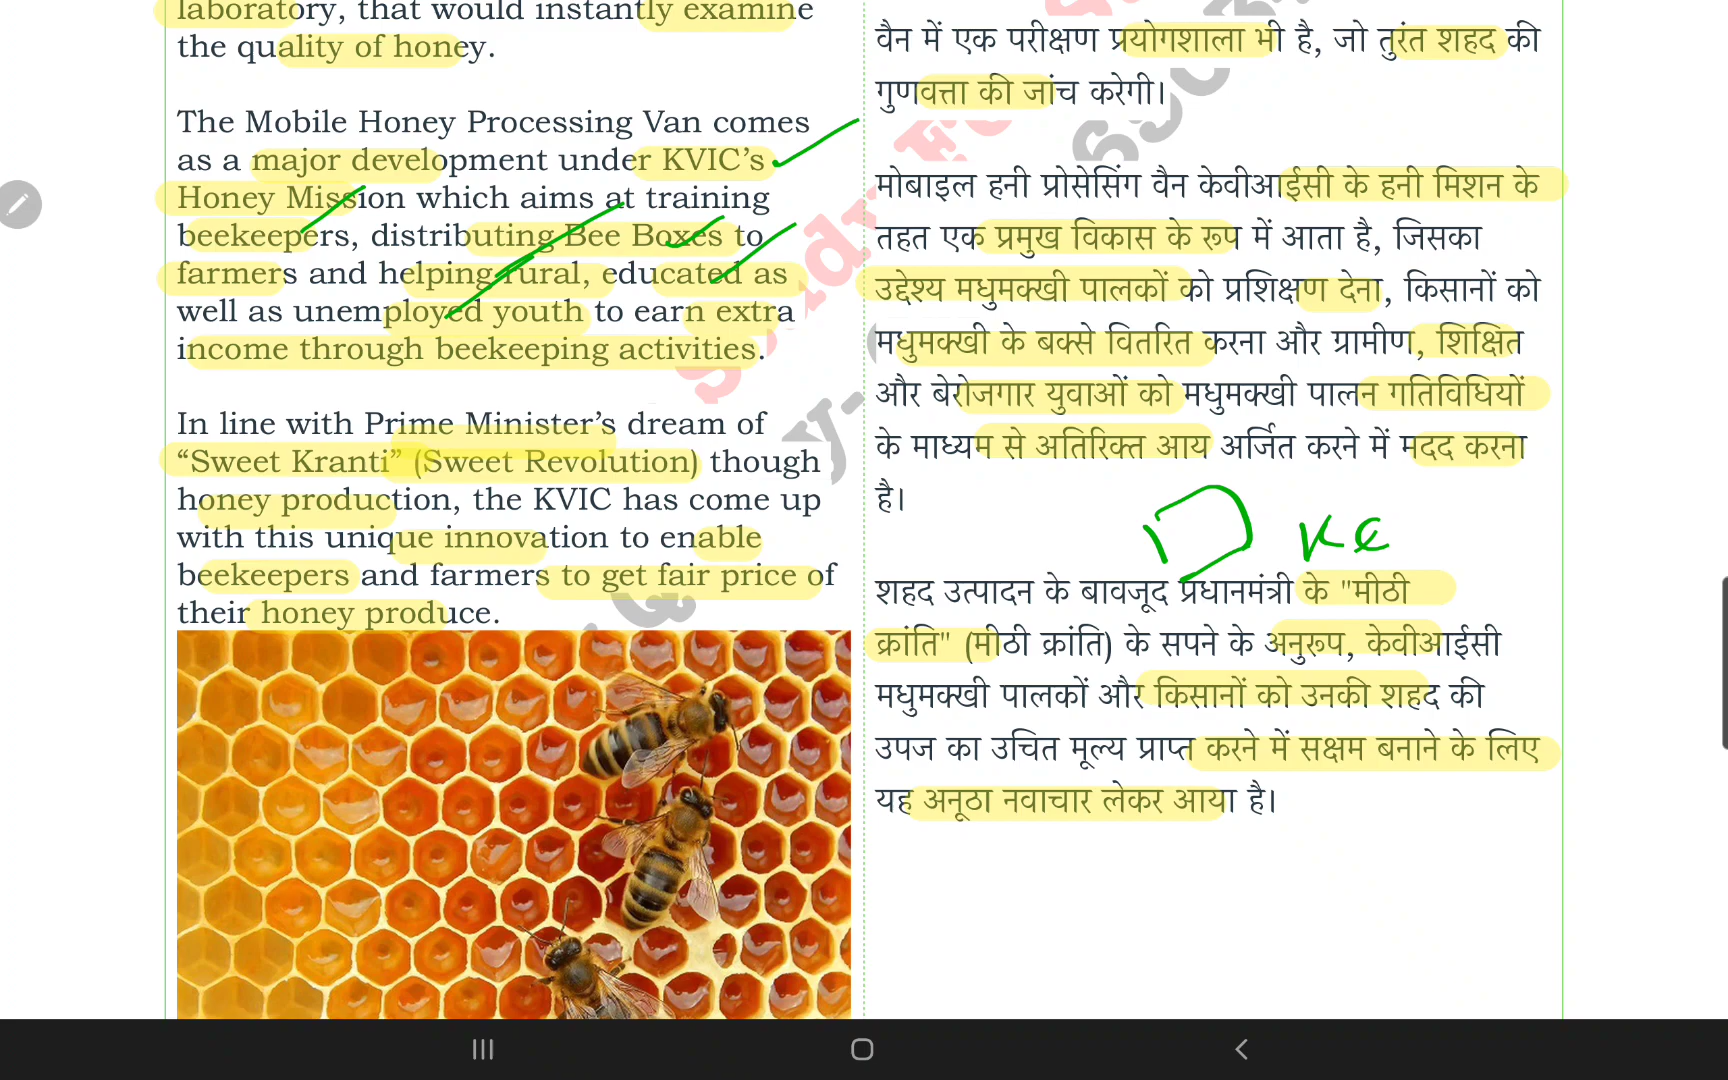 laboratory, that would instantly examine
the quality of honey.
The Mobile Honey Processing Van comes
as a major development under KVIC's
Honey Mission which aims at training
beekeepers, distributing Bee Boxes to
farmers and helping rural, educated as
well as unemployed youth to earn extra
income through beekeeping activities.
In line with Prime Minister's dream of
“Sweet Kranti” (Sweet Revolution) though
honey production, the KVIC has come up
with this unique innovation to enable
beekeepers and farmers to get fair price of
their honey produce.
वैन में एक परीक्षण प्रयोगशाला भी है, जो तुरंत शहद की
गुणवत्ता की जांच करेगी।
मोबाइल हनी प्रोसेसिंग वैन केवीआईसी के हनी मिशन के
तहत एक प्रमुख विकास के रूप में आता है, जिसका
उद्देश्य मधुमक्खी पालकों को प्रशिक्षण देना, किसानों को
मधुमक्खी के बक्से वितरित करना और ग्रामीण, शिक्षित
और बेरोजगार युवाओं को मधुमक्खी पालन गतिविधियों
के माध्यम से अतिरिक्त आय अर्जित करने में मदद करना
है।
शहद उत्पादन के बावजूद प्रधानमंत्री के "मीठी
क्रांति" (मीठी क्रांति) के सपने के अनुरूप, केवीआईसी
मधुमक्खी पालकों और किसानों को उनकी शहद की
उपज का उचित मूल्य प्राप्त करने में सक्षम बनाने के लिए
यह अनूठा नवाचार लेकर आया है।